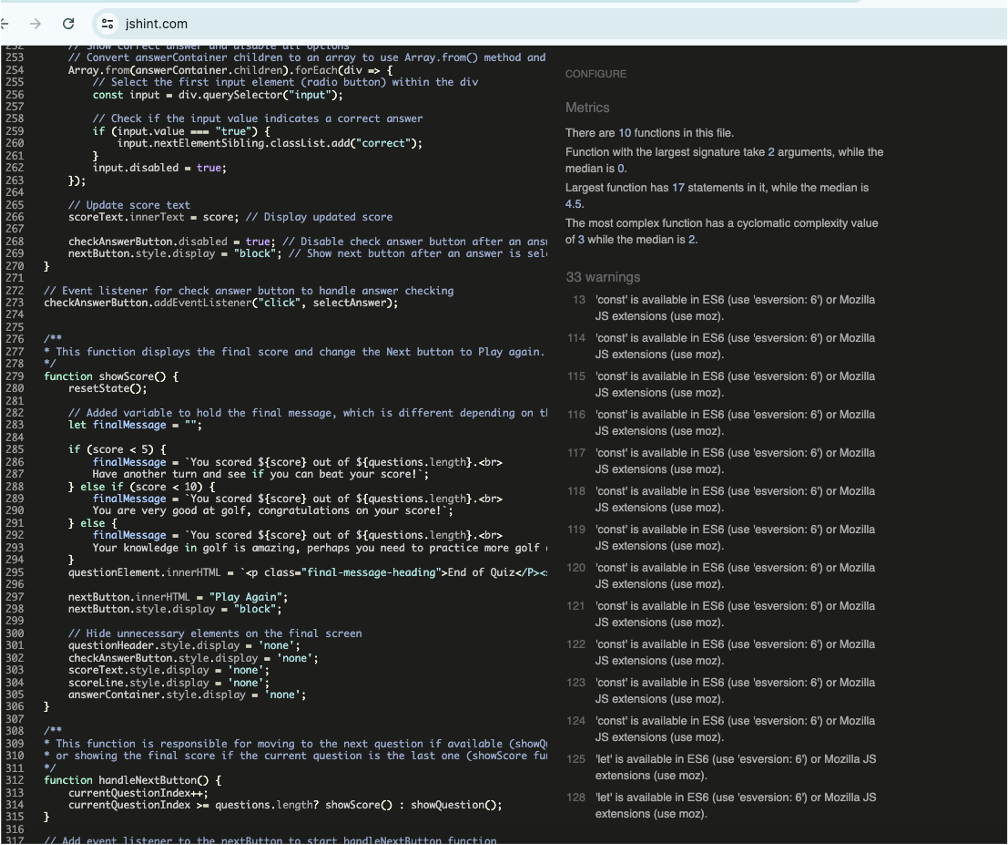 jshint.com
252 // Show correct answer and disable all options
253 // Convert answerContainer children to an array to use Array.from() method and
254 Array.from(answerContainer.children).forEach(div => {
255 // Select the first input element (radio button) within the div
256 const input = div.querySelector("input");
257
258 // Check if the input value indicates a correct answer
259 if (input.value === "true") {
260 input.nextElementSibling.classList.add("correct");
261 }
262 input.disabled = true;
263 });
264
265 // Update score text
266 scoreText.innerText = score; // Display updated score
267
268 checkAnswerButton.disabled = true; // Disable check answer button after an
269 nextButton.style.display = "block"; // Show next button after an answer is
270 }
271
272 // Event listener for check answer button to handle answer checking
273 checkAnswerButton.addEventListener("click", selectAnswer);
274
275
276 /**
277 * This function displays the final score and change the Next button to Play again.
278 */
279 function showScore() {
280 resetState();
281
282 // Added variable to hold the final message, which is different depending on
283 let finalMessage = "";
284
285 if (score < 5) {
286 finalMessage = `You scored ${score} out of ${questions.length}.<br>
287 Have another turn and see if you can beat your score!`;
288 } else if (score < 10) {
289 finalMessage = `You scored ${score} out of ${questions.length}.<br>
290 You are very good at golf, congratulations on your score!`;
291 } else {
292 finalMessage = `You scored ${score} out of ${questions.length}.<br>
293 Your knowledge in golf is amazing, perhaps you need to practice more golf
294 }
295 questionElement.innerHTML = `<p class="final-message-heading">End of Quiz</P><
296
297 nextButton.innerHTML = "Play Again";
298 nextButton.style.display = "block";
299
300 // Hide unnecessary elements on the final screen
301 questionHeader.style.display = 'none';
302 checkAnswerButton.style.display = 'none';
303 scoreText.style.display = 'none';
304 scoreLine.style.display = 'none';
305 answerContainer.style.display = 'none';
306 }
307
308 /**
309 * This function is responsible for moving to the next question if available
310 * or showing the final score if the current question is the last one (showScore
311 */
312 function handleNextButton() {
313 currentQuestionIndex++;
314 currentQuestionIndex >= questions.length? showScore() : showQuestion();
315 }
316
317 // Add event listener to the nextButton to start handleNextButton function
CONFIGURE
Metrics
There are 10 functions in this file.
Function with the largest signature take 2 arguments, while the
median is 0.
Largest function has 17 statements in it, while the median is
4.5.
The most complex function has a cyclomatic complexity value
of 3 while the median is 2.
33 warnings
13 'const' is available in ES6 (use 'esversion: 6') or Mozilla
JS extensions (use moz).
114 'const' is available in ES6 (use 'esversion: 6') or Mozilla
JS extensions (use moz).
115 'const' is available in ES6 (use 'esversion: 6') or Mozilla
JS extensions (use moz).
116 'const' is available in ES6 (use 'esversion: 6') or Mozilla
JS extensions (use moz).
117 'const' is available in ES6 (use 'esversion: 6') or Mozilla
JS extensions (use moz).
118 'const' is available in ES6 (use 'esversion: 6') or Mozilla
JS extensions (use moz).
119 'const' is available in ES6 (use 'esversion: 6') or Mozilla
JS extensions (use moz).
120 'const' is available in ES6 (use 'esversion: 6') or Mozilla
JS extensions (use moz).
121 'const' is available in ES6 (use 'esversion: 6') or Mozilla
JS extensions (use moz).
122 'const' is available in ES6 (use 'esversion: 6') or Mozilla
JS extensions (use moz).
123 'const' is available in ES6 (use 'esversion: 6') or Mozilla
JS extensions (use moz).
124 'const' is available in ES6 (use 'esversion: 6') or Mozilla
JS extensions (use moz).
125 'let' is available in ES6 (use 'esversion: 6') or Mozilla JS
extensions (use moz).
128 'let' is available in ES6 (use 'esversion: 6') or Mozilla JS
extensions (use moz).